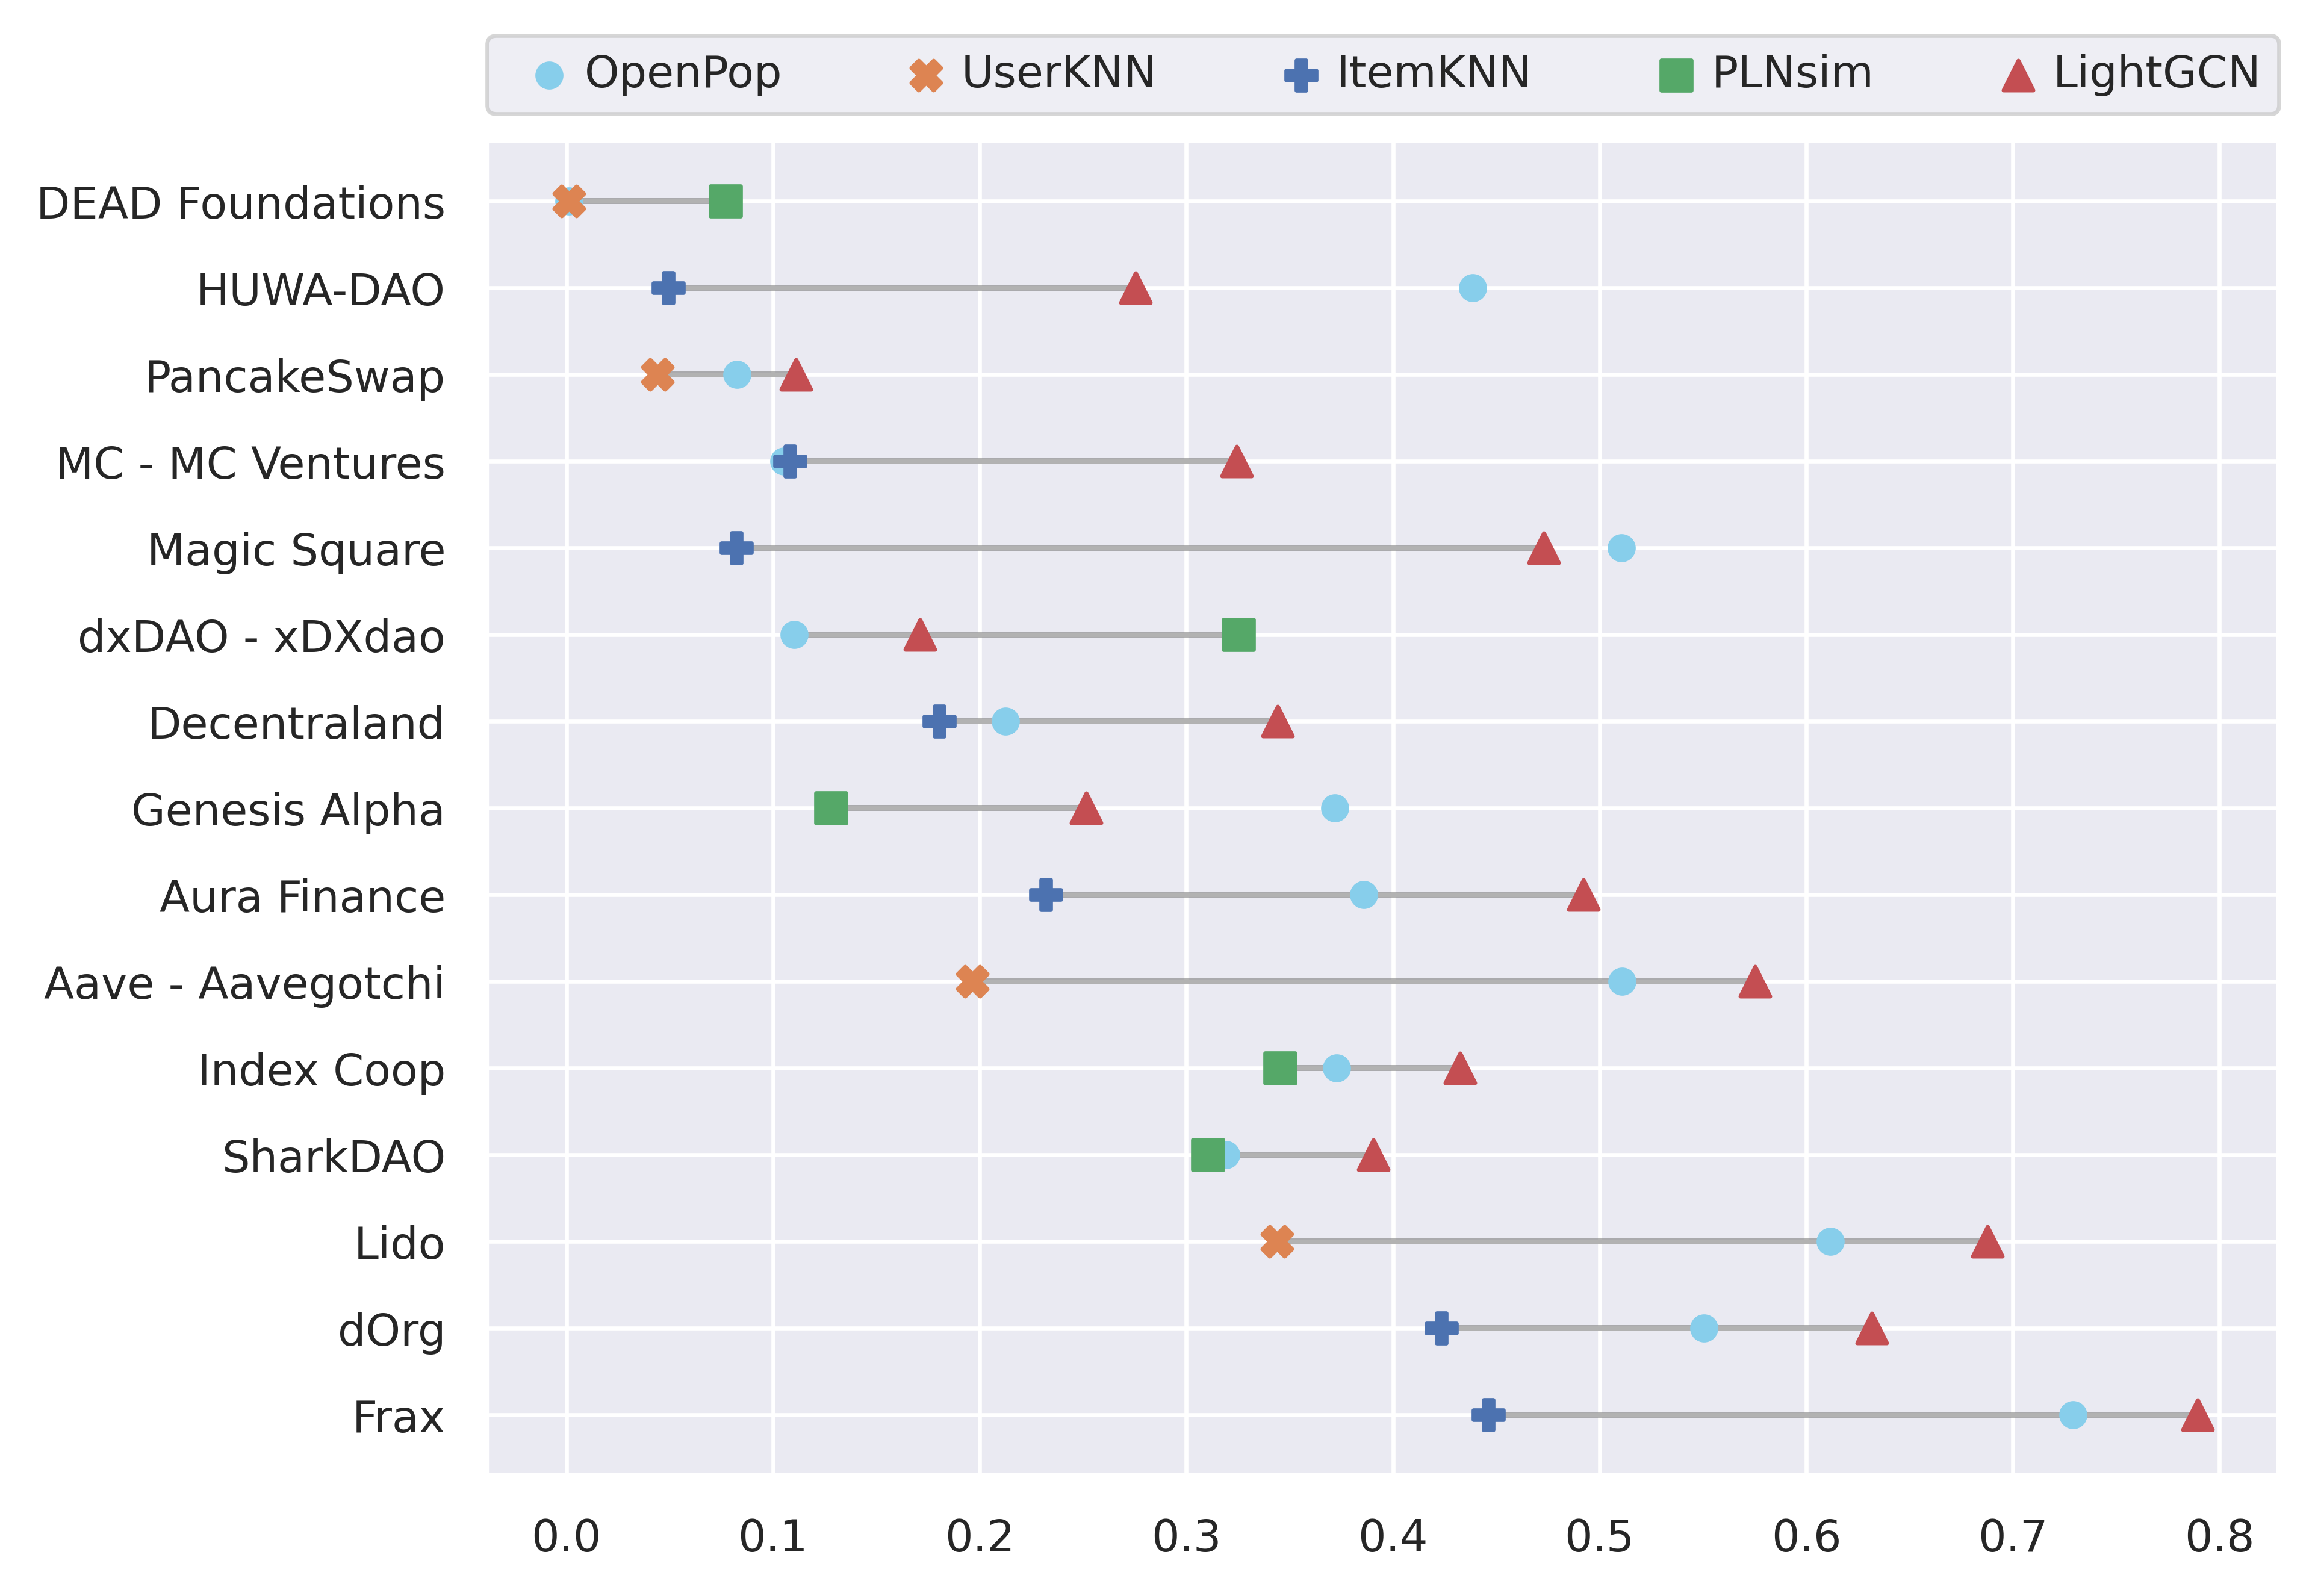 OpenPop UserKNN ItemKNN PLNsim LightGCN
DEAD Foundations
HUWA-DAO
PancakeSwap
MC - MC Ventures
Magic Square
dxDAO - xDXdao
Decentraland
Genesis Alpha
Aura Finance
Aave - Aavegotchi
Index Coop
SharkDAO
Lido
dOrg
Frax
0.0 0.1 0.2 0.3 0.4 0.5 0.6 0.7 0.8